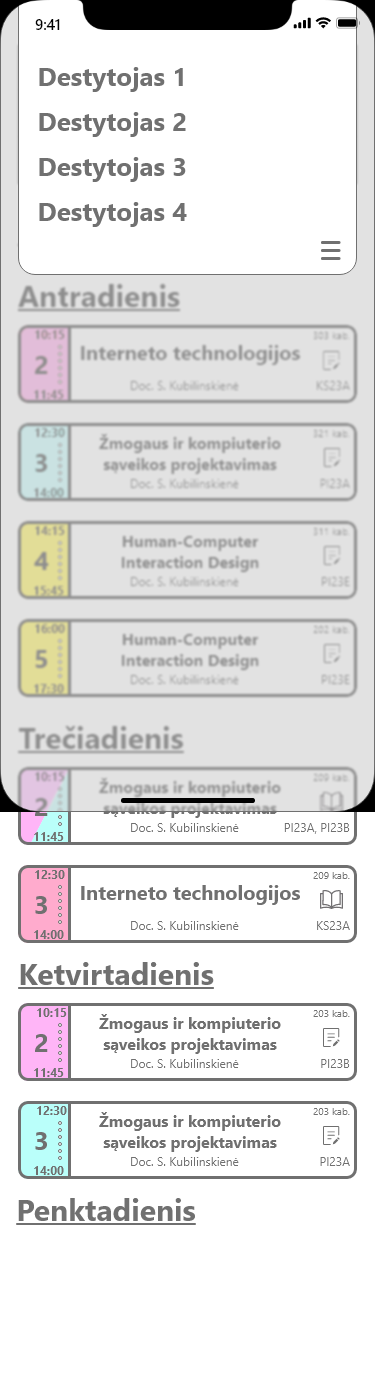 9:41
Destytojas 1
Destytojas 2
Destytojas 3
Destytojas 4
Antradienis
10:15
303 kab.
2
Interneto technologijos
Doc. S. Kubilinskienė
KS23A
11:45
12:30
321 kab.
3
Žmogaus ir kompiuterio
sąveikos projektavimas
Doc. S. Kubilinskienė
PI23A
14:00
14:15
311 kab.
4
Human-Computer
Interaction Design
Doc. S. Kubilinskienė
PI23E
15:45
16:00
202 kab.
5
Human-Computer
Interaction Design
Doc. S. Kubilinskienė
PI23E
17:30
Trečiadienis
10:15
209 kab.
2
Žmogaus ir kompiuterio
sąveikos projektavimas
Doc. S. Kubilinskienė
PI23A, PI23B
11:45
12:30
209 kab.
3
Interneto technologijos
Doc. S. Kubilinskienė
KS23A
14:00
Ketvirtadienis
10:15
203 kab.
2
Žmogaus ir kompiuterio
sąveikos projektavimas
Doc. S. Kubilinskienė
PI23B
11:45
12:30
203 kab.
3
Žmogaus ir kompiuterio
sąveikos projektavimas
Doc. S. Kubilinskienė
PI23A
14:00
Penktadienis